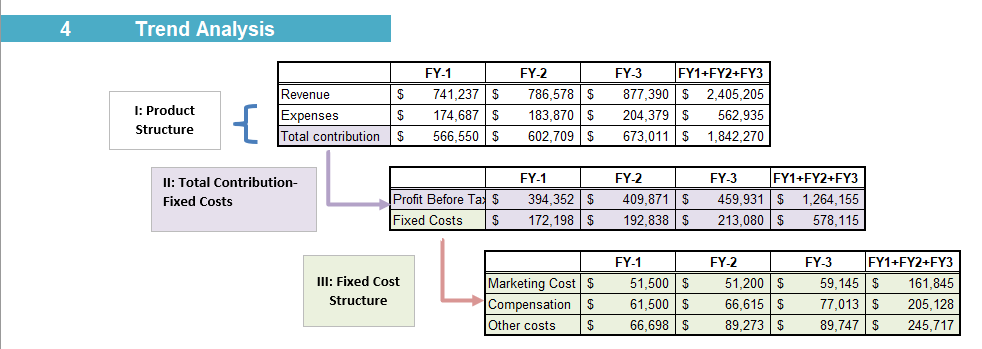 4 Trend Analysis
FY-1 FY-2 FY-3 FY1+FY2+FY3
Revenue $ 741,237 $ 786,578 $ 877,390 $ 2,405,205
Expenses $ 174,687 $ 183,870 $ 204,379 $ 562,935
Total contribution $ 566,550 $ 602,709 $ 673,011 $ 1,842,270
I: Product
Structure
FY-1 FY-2 FY-3 FY1+FY2+FY3
Profit Before Tax $ 394,352 $ 409,871 $ 459,931 $ 1,264,155
Fixed Costs $ 172,198 $ 192,838 $ 213,080 $ 578,115
II: Total Contribution-
Fixed Costs
FY-1 FY-2 FY-3 FY1+FY2+FY3
Marketing Cost $ 51,500 $ 51,200 $ 59,145 $ 161,845
Compensation $ 61,500 $ 66,615 $ 77,013 $ 205,128
Other costs $ 66,698 $ 89,273 $ 89,747 $ 245,717
III: Fixed Cost
Structure